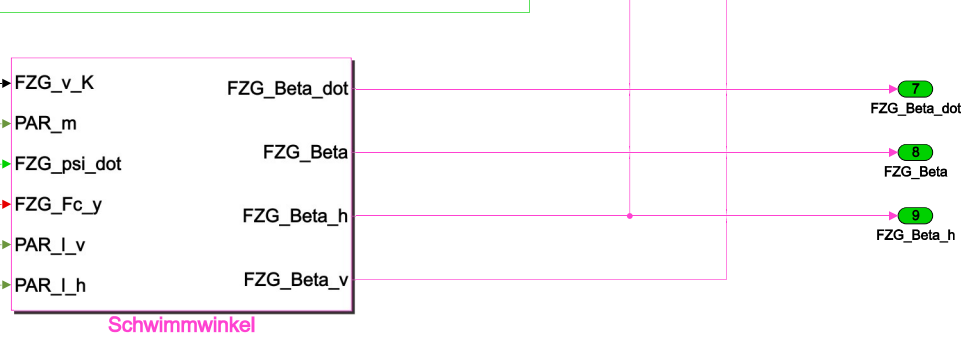 FZG_v_K
PAR_m
FZG_psi_dot
FZG_Fc_y
PAR_l_v
PAR_l_h
FZG_Beta_dot
FZG_Beta
FZG_Beta_h
FZG_Beta_v
Schwimmwinkel
7
FZG_Beta_dot
8
FZG_Beta
9
FZG_Beta_h